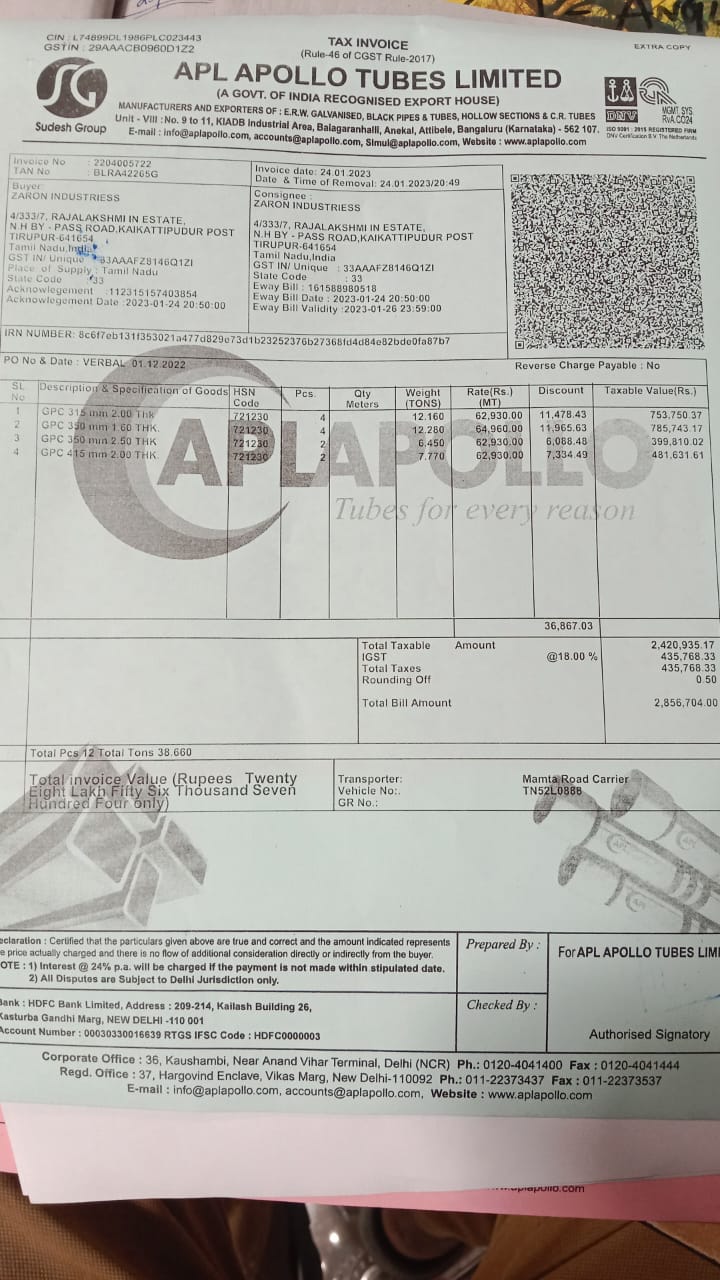 CIN : L74899DL1986PLC023443
GSTIN : 29AAACB0960D1Z2
TAX INVOICE
(Rule-46 of CGST Rule-2017)
EXTRA COPY
SG
Sudesh Group
APL APOLLO TUBES LIMITED
(A GOVT. OF INDIA RECOGNISED EXPORT HOUSE)
MANUFACTURERS AND EXPORTERS OF : E.R.W, GALVANISED, BLACK PIPES & TUBES, HOLLOW SECTIONS & C.R. TUBES
Unit - VIII : No. 9 to 11, KIADB Industrial Area, Balagaranhalli, Anekal, Attibele, Bangaluru (Karnataka) - 562 107.
E-mail : info@aplapollo.com, accounts@aplapollo.com, Slmul@aplapollo.com, Website : www.aplapollo.com
DNV
MGMT. SYS.
RvA C024
ISO 9001 : 2015 REGISTERED FIRM
DNV Certification B.V. The Netherlands
Invoice No : 2204005722
TAN No : BLRA42265G
Invoice date: 24.01.2023
Date & Time of Removal: 24.01.2023/20:49
Buyer:
ZARON INDUSTRIESS
4/333/7, RAJALAKSHMI IN ESTATE,
N.H BY - PASS ROAD,KAIKATTIPUDUR POST
TIRUPUR-641654
Tamil Nadu,
GST IN/ Unique : 33AAAFZ8146Q1ZI
Place of Supply : Tamil Nadu
State Code : 33
Acknowlegement :112315157403854
Acknowlegement Date :2023-01-24 20:50:00
Consignee :
ZARON INDUSTRIESS
4/333/7, RAJALAKSHMI IN ESTATE,
N.H BY - PASS ROAD,KAIKATTIPUDUR POST
TIRUPUR-641654
Tamil Nadu,India
GST IN/ Unique : 33AAAFZ8146Q1ZI
State Code : 33
Eway Bill : 161588980518
Eway Bill Date : 2023-01-24 20:50:00
Eway Bill Validity :2023-01-26 23:59:00
IRN NUMBER: 8c6f7eb131f353021a477d829e73d1b23252376b27368fd4d84e82bde0fa87b7
PO No & Date : VERBAL 01.12.2022
Reverse Charge Payable : No
SL No Description & Specification of Goods HSN Code Pcs. Qty Meters Weight (TONS) Rate(Rs.) (MT) Discount Taxable Value(Rs.)
1 GPC 315 mm 2.00 Thk 721230 4 12.160 62,930.00 11,478.43 753,750.37
2 GPC 350 mm 1.60 THK. 721230 4 12.280 64,960.00 11,965.63 785,743.17
3 GPC 350 mm 2.50 THK 721230 2 6.450 62,930.00 6,088.48 399,810.02
4 GPC 415 mm 2.00 THK. 721230 2 7.770 62,930.00 7,334.49 481,631.61
APLAPOLLO
Tubes for every reason
36,867.03
Total Taxable Amount 2,420,935.17
IGST @18.00 % 435,768.33
Total Taxes 435,768.33
Rounding Off 0.50
Total Bill Amount 2,856,704.00
Total Pcs 12 Total Tons 38.660
Total invoice Value (Rupees Twenty
Eight Lakh Fifty Six Thousand Seven
Hundred Four only)
Transporter: Mamta Road Carrier
Vehicle No:. TN52L0888
GR No.:
eclaration : Certified that the particulars given above are true and correct and the amount indicated represents
e price actually charged and there is no flow of additional consideration directly or indirectly from the buyer.
OTE : 1) Interest @ 24% p.a. will be charged if the payment is not made within stipulated date.
2) All Disputes are Subject to Delhi Jurisdiction only.
Prepared By :
For APL APOLLO TUBES LIMI
Bank : HDFC Bank Limited, Address : 209-214, Kailash Building 26,
Kasturba Gandhi Marg, NEW DELHI -110 001
Account Number : 00030330016639 RTGS IFSC Code : HDFC0000003
Checked By :
Authorised Signatory
Corporate Office : 36, Kaushambi, Near Anand Vihar Terminal, Delhi (NCR) Ph.: 0120-4041400 Fax : 0120-4041444
Regd. Office : 37, Hargovind Enclave, Vikas Marg, New Delhi-110092 Ph.: 011-22373437 Fax : 011-22373537
E-mail : info@aplapollo.com, accounts@aplapollo.com, Website : www.aplapollo.com